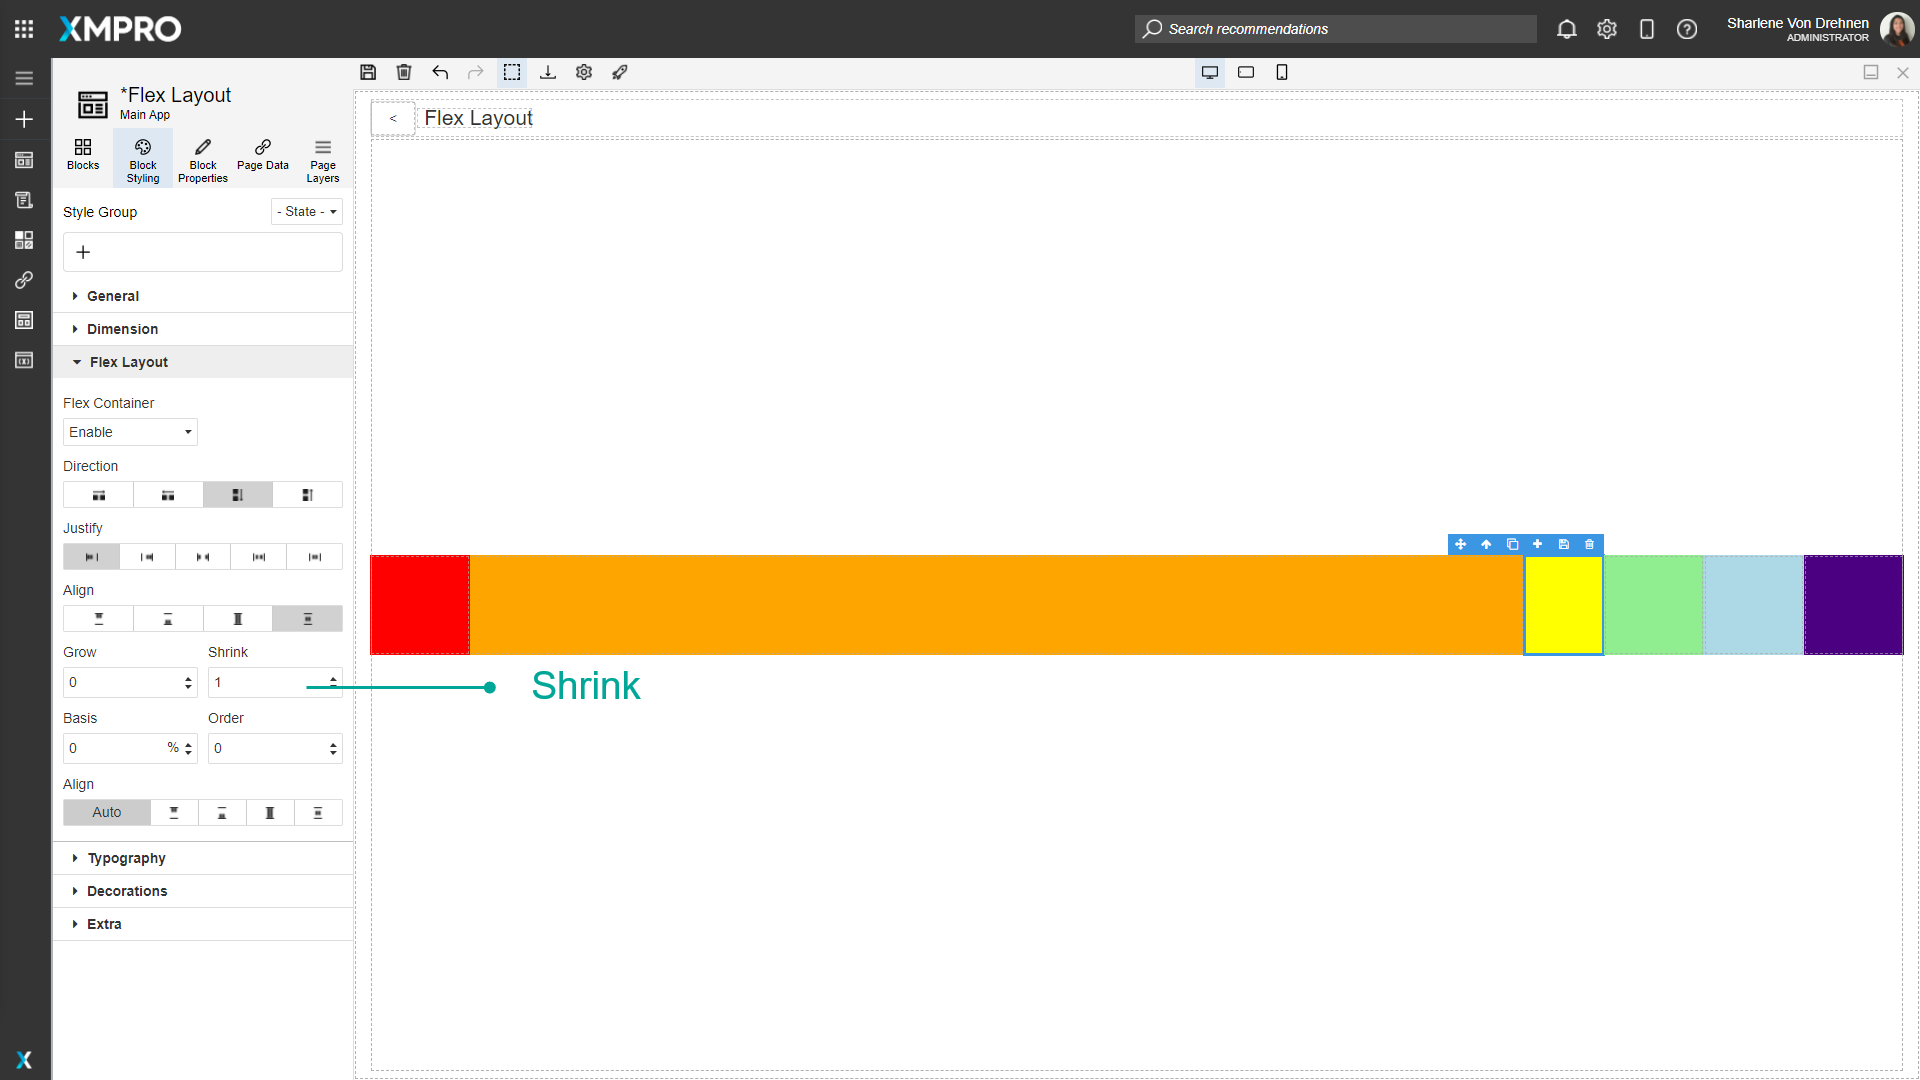 XMPRO
Search recommendations
Sharlene Von Drehnen
ADMINISTRATOR
*Flex Layout
Main App
Blocks
Block Styling
Block Properties
Page Data
Page Layers
Style Group
- State -
General
Dimension
Flex Layout
Flex Container
Enable
Direction
Justify
Align
Grow
Shrink
0
1
Basis
Order
0
%
0
Align
Auto
Typography
Decorations
Extra
<
Flex Layout
Shrink